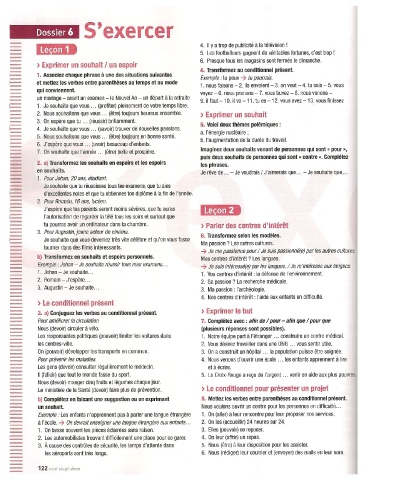 Dossier 6 S'exercer
Leçon 1
> Exprimer un souhait / un espoir
1. Associez chaque phrase à une des situations suivantes
et mettez les verbes entre parenthèses au temps et au mode
qui conviennent.
un mariage – avant un examen – le Nouvel An – un départ à la retraite
1. Je souhaite que vous … (profiter) pleinement de votre temps libre.
2. Nous souhaitons que vous … (être) toujours heureux ensemble.
3. On espère que tu … (réussir) brillamment.
4. Je souhaite que vous … (savoir) trouver de nouvelles passions.
5. Nous souhaitons que vous … (être) toujours en bonne santé.
6. J'espère que vous … (avoir) beaucoup d'enfants.
7. On souhaite que l'année … (être) belle et prospère.
2. a) Transformez les souhaits en espoirs et les espoirs
en souhaits.
1. Pour Johan, 20 ans, étudiant.
Je souhaite que tu réussisses tous tes examens, que tu aies
d'excellentes notes et que tu obtiennes ton diplôme à la fin de l'année.
2. Pour Romain, 16 ans, lycéen.
J'espère que tes parents seront moins sévères, que tu auras
l'autorisation de regarder la télé tous les soirs et surtout que
tu pourras avoir un ordinateur dans ta chambre.
3. Pour Augustin, jeune acteur de cinéma.
Je souhaite que vous deveniez très vite célèbre et qu'on vous fasse
tourner dans des films intéressants.
b) Transformez en souhaits et espoirs personnels.
Exemple : Johan – Je souhaite réussir tous mes examens…
1. Johan – Je souhaite…
2. Romain – J'espère…
3. Augustin – Je souhaite…
> Le conditionnel présent
3. a) Conjuguez les verbes au conditionnel présent.
Pour améliorer la circulation
Nous (devoir) circuler à vélo.
Les responsables politiques (pouvoir) limiter les voitures dans
les centres-villes.
On (pouvoir) développer les transports en commun.
Pour prévenir les maladies
Les gens (devoir) consulter régulièrement le médecin.
Il (falloir) que tout le monde fasse du sport.
Nous (devoir) manger cinq fruits et légumes chaque jour.
Le ministère de la Santé (devoir) faire plus de prévention.
b) Complétez en faisant une suggestion ou en exprimant
un souhait.
Exemple : Les enfants n'apprennent pas à parler une langue étrangère
à l'école. → On devrait enseigner une langue étrangère aux enfants…
1. On laisse souvent les pièces éclairées sans raison.
2. Les automobilistes trouvent difficilement une place pour se garer.
3. À cause des contrôles de sécurité, les temps d'attente dans
les aéroports sont très longs.
122 cent vingt-deux
4. Il y a trop de publicité à la télévision !
5. Les footballeurs gagnent de véritables fortunes, c'est trop !
6. Presque tous les magasins sont fermés le dimanche.
4. Transformez au conditionnel présent.
Exemple : tu peux → tu pourrais.
1. nous faisons – 2. ils envoient – 3. on veut – 4. tu sais – 5. vous
voyez – 6. nous prenons – 7. vous buvez – 8. nous venons –
9. il faut – 10. il va – 11. tu es – 12. vous avez – 13. vous finissez
> Exprimer un souhait
5. Voici deux thèmes polémiques :
a. l'énergie nucléaire ;
b. l'augmentation de la durée du travail.
Imaginez deux souhaits venant de personnes qui sont « pour »,
puis deux souhaits de personnes qui sont « contre ». Complétez
les phrases.
Je rêve de … – Je voudrais / J'aimerais que… – Je souhaite que…
Leçon 2
> Parler des centres d'intérêt
6. Transformez selon les modèles.
Ma passion ? Les autres cultures.
→ Je me passionne pour / Je suis passionné(e) par les autres cultures.
Mes centres d'intérêt ? Les langues.
→ Je suis intéressé(e) par les langues. / Je m'intéresse aux langues.
1. Vos centres d'intérêt : la défense de l'environnement.
2. Sa passion ? La recherche médicale.
3. Ma passion : l'archéologie.
4. Nos centres d'intérêt : l'aide aux enfants en difficulté.
> Exprimer le but
7. Complétez avec : afin de / pour – afin que / pour que
(plusieurs réponses sont possibles).
1. Notre équipe part à l'étranger … construire un centre médical.
2. Vous désirez travailler dans une ONG … vous sentir utile.
3. On a construit un hôpital … la population puisse être soignée.
4. Nous venons d'ouvrir une école … les enfants apprennent à lire
et à écrire.
5. La Croix-Rouge a reçu de l'argent … venir en aide aux plus pauvres.
> Le conditionnel pour présenter un projet
8. Mettez les verbes entre parenthèses au conditionnel présent.
Nous voulons ouvrir un centre pour les personnes en difficulté…
1. On (aller) à leur rencontre pour leur proposer nos services.
2. On les (accueillir) 24 heures sur 24.
3. Elles (pouvoir) se reposer.
4. On leur (offrir) un repas.
5. Nous (être) à leur disposition pour les assister.
6. Nous (rédiger) leur courrier et (envoyer) des mails en leur nom.